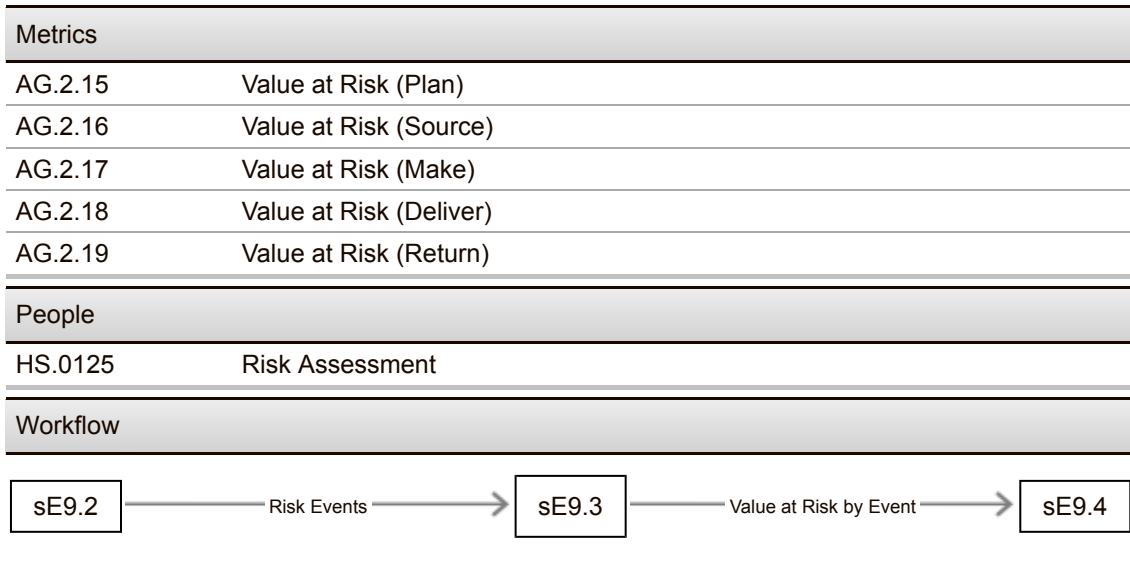 Metrics
AG.2.15 Value at Risk (Plan)
AG.2.16 Value at Risk (Source)
AG.2.17 Value at Risk (Make)
AG.2.18 Value at Risk (Deliver)
AG.2.19 Value at Risk (Return)
People
HS.0125 Risk Assessment
Workflow
sE9.2 Risk Events sE9.3 Value at Risk by Event sE9.4